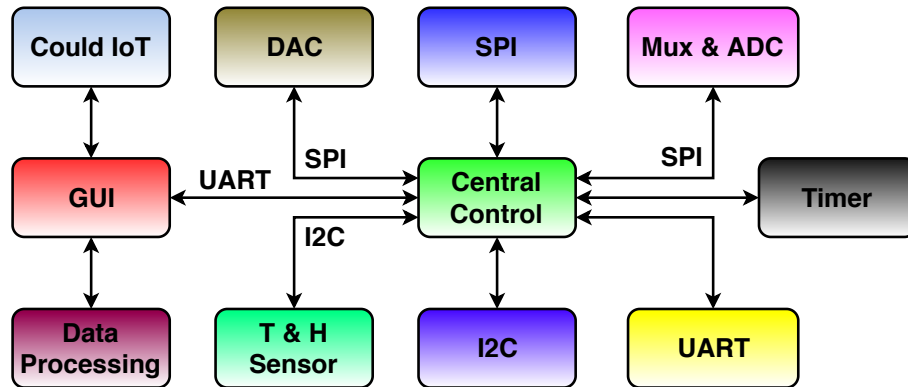 Could IoT
DAC
SPI
Mux & ADC
SPI
SPI
UART
GUI
Central
Control
Timer
I2C
Data
Processing
T & H
Sensor
I2C
UART